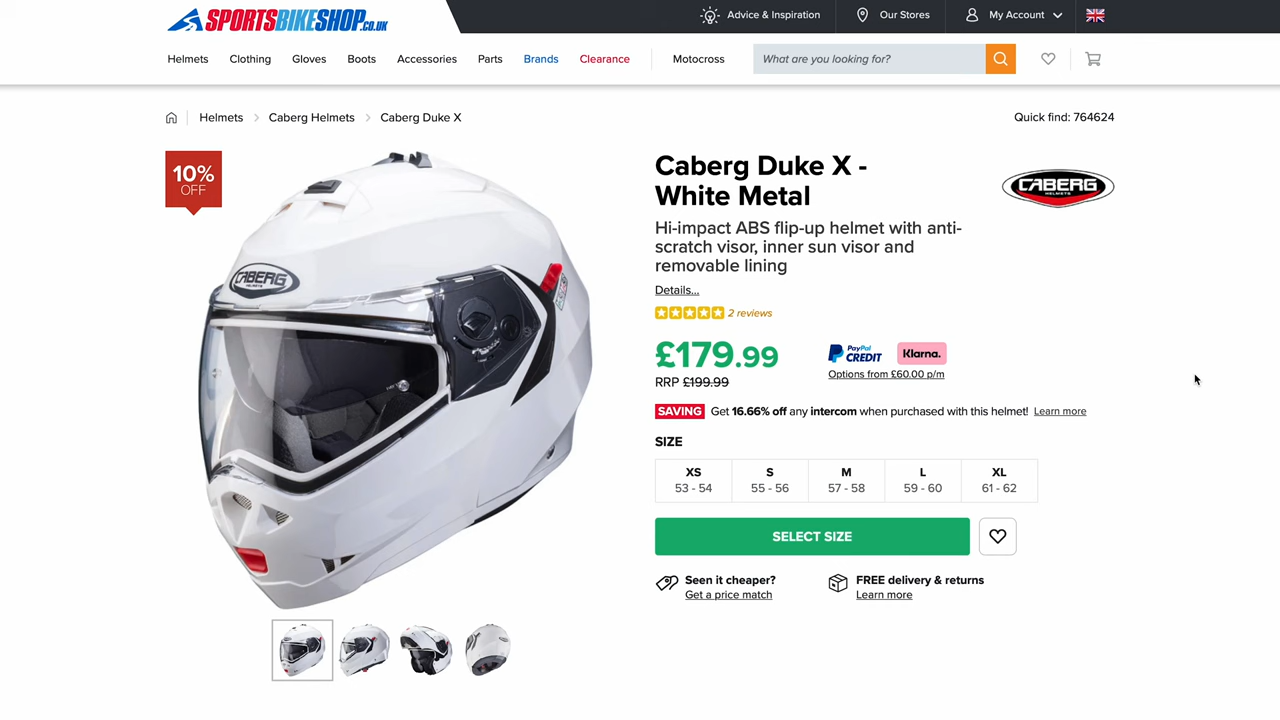 SPORTSBIKESHOP.CO.UK
Advice & Inspiration
Our Stores
My Account
Helmets
Clothing
Gloves
Boots
Accessories
Parts
Brands
Clearance
Motocross
What are you looking for?
Helmets
Caberg Helmets
Caberg Duke X
Quick find: 764624
10%
OFF
CABERG
Caberg Duke X -
White Metal
CABERG
HELMETS
Hi-impact ABS flip-up helmet with anti-
scratch visor, inner sun visor and
removable lining
Details...
2 reviews
£179.99
RRP £199.99
PayPal
CREDIT
Klarna.
Options from £60.00 p/m
SAVING Get 16.66% off any intercom when purchased with this helmet! Learn more
SIZE
XS
53 - 54
S
55 - 56
M
57 - 58
L
59 - 60
XL
61 - 62
SELECT SIZE
Seen it cheaper?
Get a price match
FREE delivery & returns
Learn more